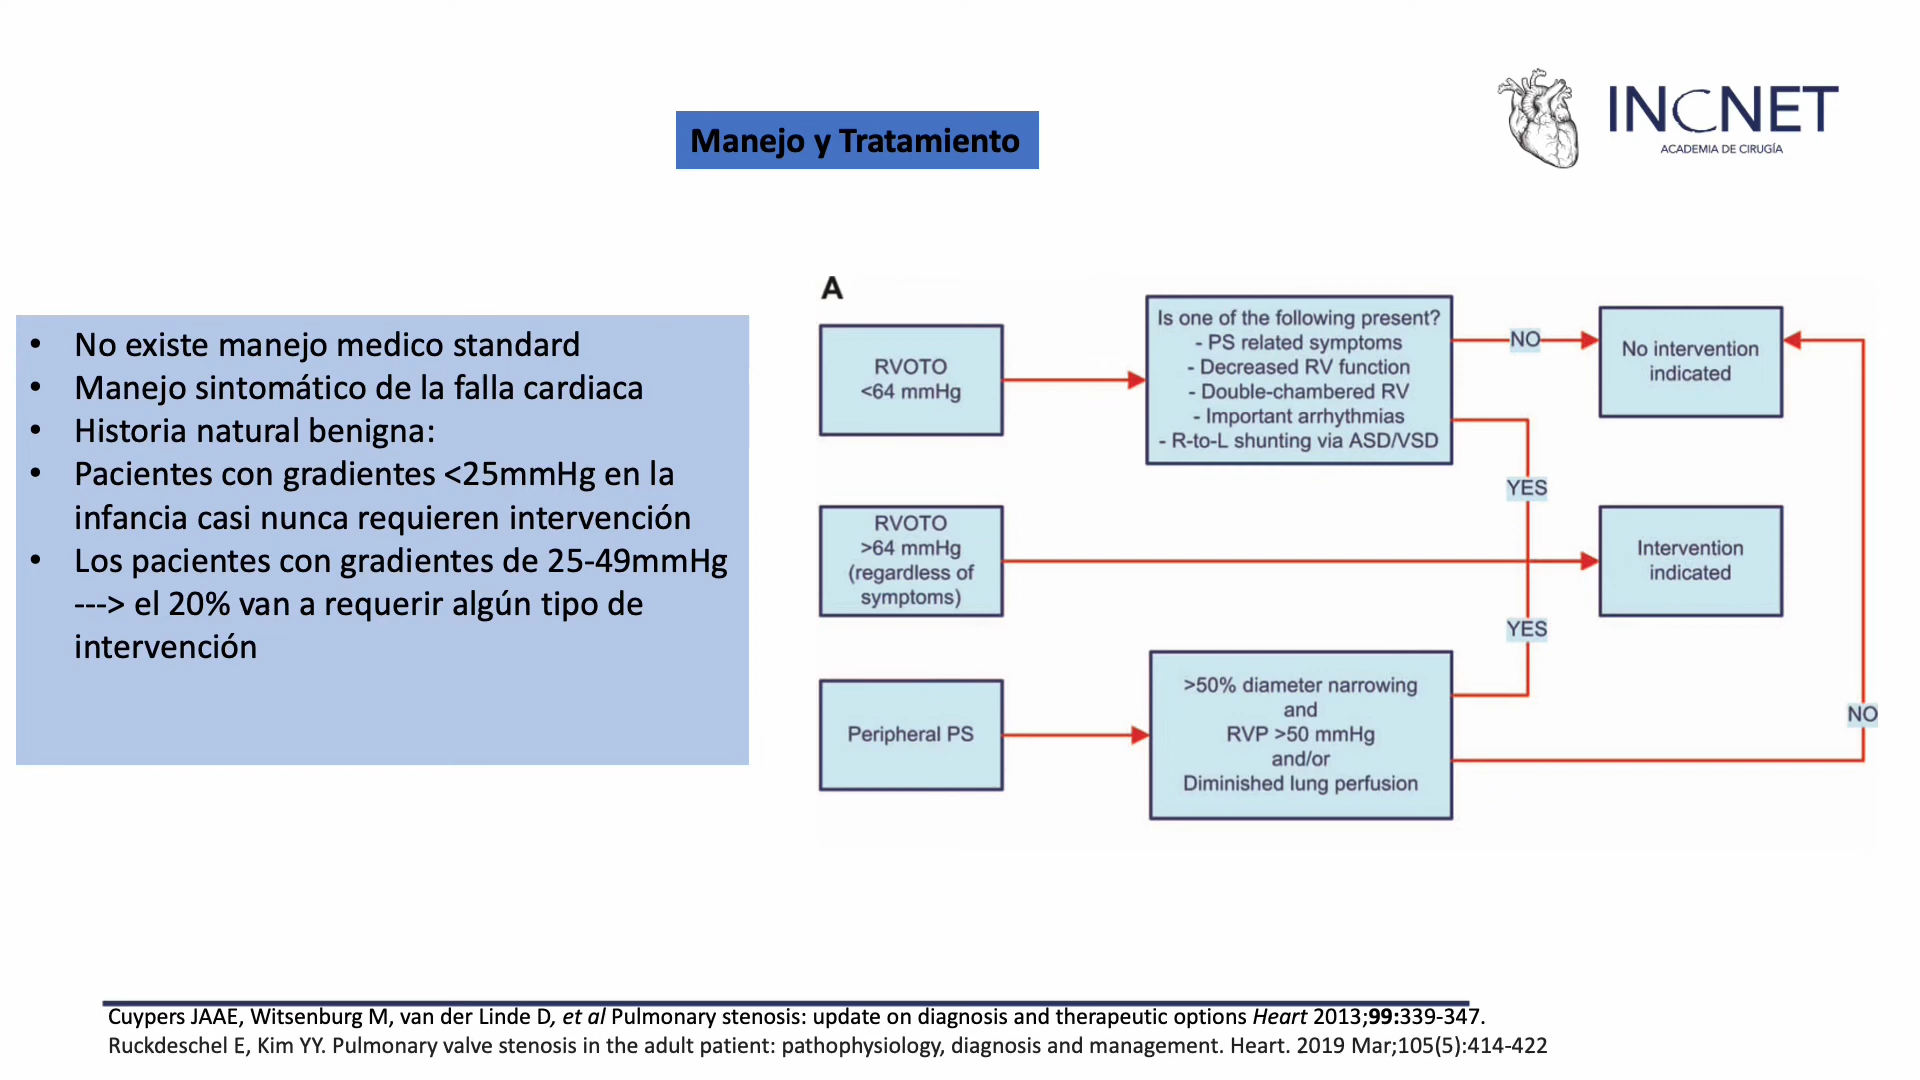 INCNET
ACADEMIA DE CIRUGÍA
Manejo y Tratamiento
• No existe manejo medico standard
• Manejo sintomático de la falla cardiaca
• Historia natural benigna:
• Pacientes con gradientes <25mmHg en la
infancia casi nunca requieren intervención
• Los pacientes con gradientes de 25-49mmHg
---> el 20% van a requerir algún tipo de
intervención
A
RVOTO
<64 mmHg
Is one of the following present?
- PS related symptoms
- Decreased RV function
- Double-chambered RV
- Important arrhythmias
- R-to-L shunting via ASD/VSD
NO
No intervention
indicated
YES
RVOTO
>64 mmHg
(regardless of
symptoms)
Intervention
indicated
YES
Peripheral PS
>50% diameter narrowing
and
RVP >50 mmHg
and/or
Diminished lung perfusion
NO
Cuypers JAAE, Witsenburg M, van der Linde D, et al Pulmonary stenosis: update on diagnosis and therapeutic options Heart 2013;99:339-347.
Ruckdeschel E, Kim YY. Pulmonary valve stenosis in the adult patient: pathophysiology, diagnosis and management. Heart. 2019 Mar;105(5):414-422